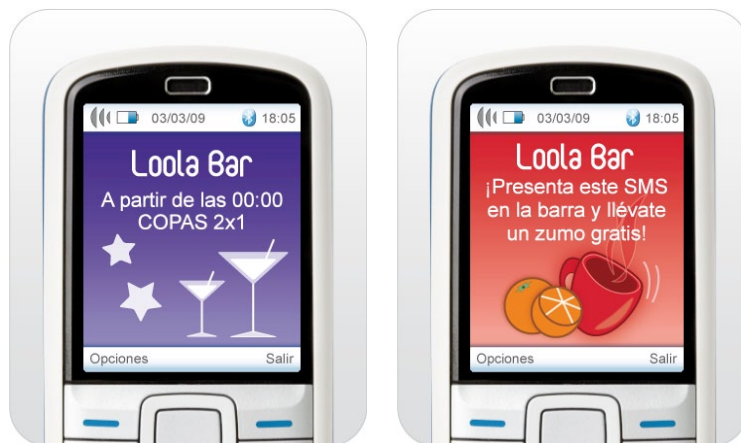 03/03/09 18:05
Loola Bar
A partir de las 00:00
COPAS 2x1
Opciones Salir
03/03/09 18:05
Loola Bar
¡Presenta este SMS
en la barra y llévate
un zumo gratis!
Opciones Salir